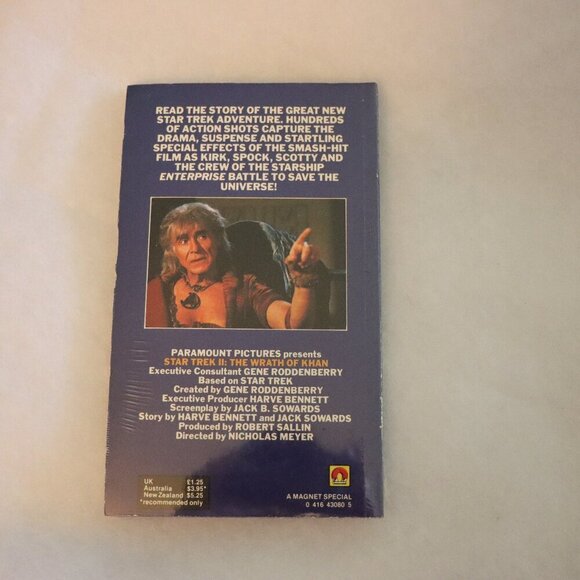 READ THE STORY OF THE GREAT NEW
STAR TREK ADVENTURE. HUNDREDS
OF ACTION SHOTS CAPTURE THE
DRAMA, SUSPENSE AND STARTLING
SPECIAL EFFECTS OF THE SMASH-HIT
FILM AS KIRK, SPOCK, SCOTTY AND
THE CREW OF THE STARSHIP
ENTERPRISE BATTLE TO SAVE THE
UNIVERSE!
PARAMOUNT PICTURES presents
STAR TREK II: THE WRATH OF KHAN
Executive Consultant GENE RODDENBERRY
Based on STAR TREK
Created by GENE RODDENBERRY
Executive Producer HARVE BENNETT
Screenplay by JACK B. SOWARDS
Story by HARVE BENNETT and JACK SOWARDS
Produced by ROBERT SALLIN
Directed by NICHOLAS MEYER
UK £1.25
Australia $3.95*
New Zealand $5.25
*recommended only
A MAGNET SPECIAL
0 416 43080 5